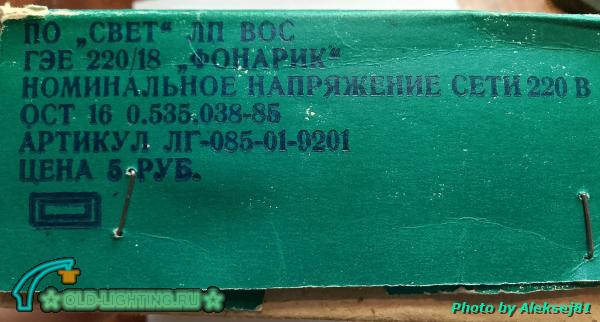 ПО „СВЕТ“ ЛП ВОС
ГЭЕ 220/18 „ФОНАРИК“
НОМИНАЛЬНОЕ НАПРЯЖЕНИЕ СЕТИ 220 В
ОСТ 16 0.535.038-85
АРТИКУЛ ЛГ-085-01-9201
ЦЕНА 5 РУБ.
OLD-LIGHTING.RU
Photo by Aleksej81